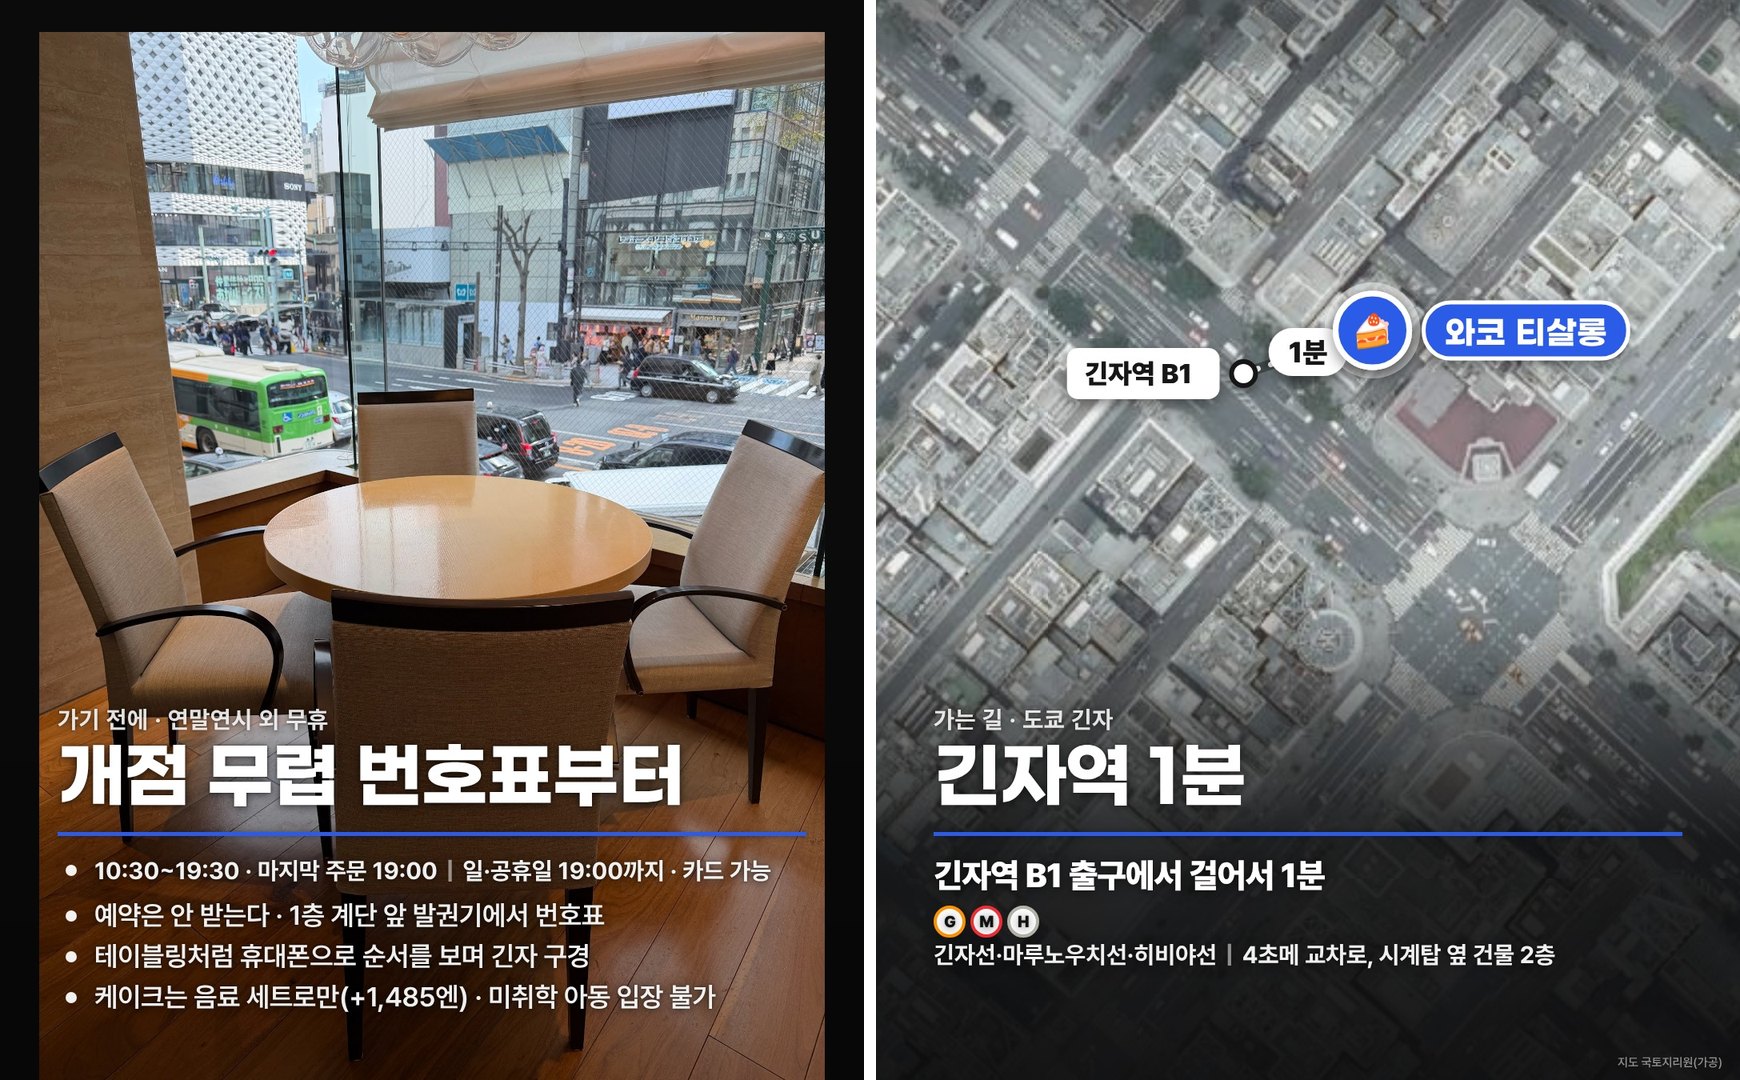 SONY
가기 전에 · 연말연시 외 무휴
개점 무렵 번호표부터
10:30~19:30 · 마지막 주문 19:00 | 일·공휴일 19:00까지 · 카드 가능
예약은 안 받는다 · 1층 계단 앞 발권기에서 번호표
테이블링처럼 휴대폰으로 순서를 보며 긴자 구경
케이크는 음료 세트로만(+1,485엔) · 미취학 아동 입장 불가
긴자역 B1
1분
와코 티살롱
가는 길 · 도쿄 긴자
긴자역 1분
긴자역 B1 출구에서 걸어서 1분
G M H
긴자선·마루노우치선·히비야선 | 4초메 교차로, 시계탑 옆 건물 2층
지도 국토지리원(가공)